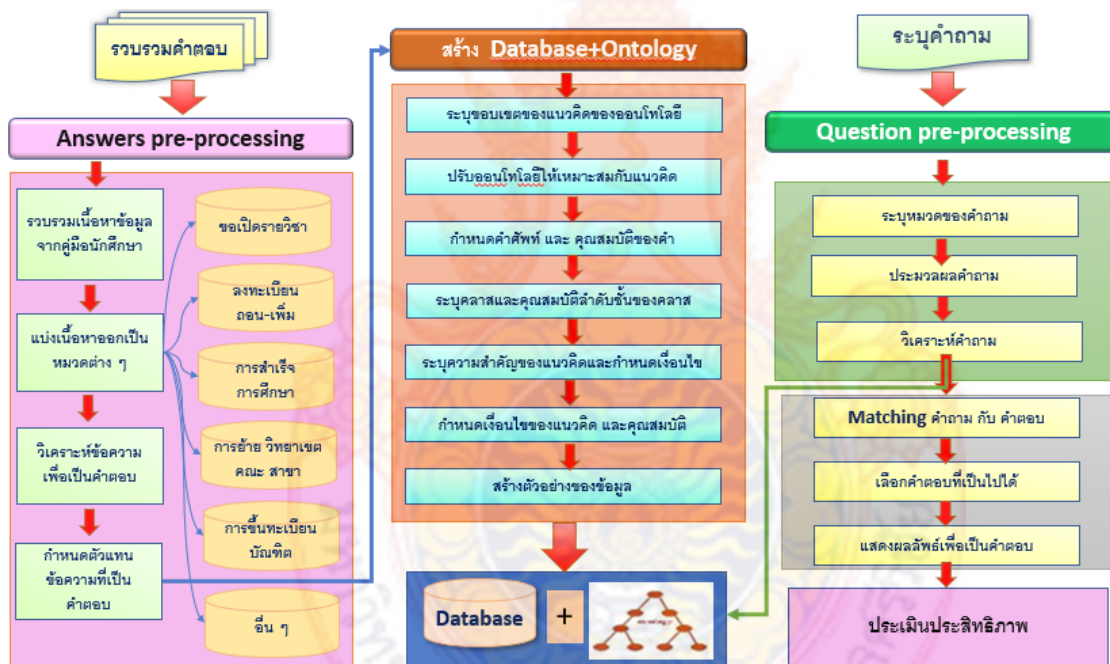 รวบรวมคำตอบ
Answers pre-processing
รวบรวมเนื้อหาข้อมูล
จากคู่มือนักศึกษา
แบ่งเนื้อหาออกเป็น
หมวดต่าง ๆ
วิเคราะห์ข้อความ
เพื่อเป็นคำตอบ
กำหนดตัวแทน
ข้อความที่เป็น
คำตอบ
ขอเปิดรายวิชา
ลงทะเบียน
ถอน-เพิ่ม
การสำเร็จ
การศึกษา
การย้าย วิทยาเขต
คณะ สาขา
การขึ้นทะเบียน
บัณฑิต
อื่น ๆ
สร้าง Database+Ontology
ระบุขอบเขตของแนวคิดของออนโทโลยี
ปรับออนโทโลยีให้เหมาะสมกับแนวคิด
กำหนดคำศัพท์ และ คุณสมบัติของคำ
ระบุคลาสและคุณสมบัติลำดับชั้นของคลาส
ระบุความสำคัญของแนวคิดและกำหนดเงื่อนไข
กำหนดเงื่อนไขของแนวคิด และคุณสมบัติ
สร้างตัวอย่างของข้อมูล
Database
+
ระบุคำถาม
Question pre-processing
ระบุหมวดของคำถาม
ประมวลผลคำถาม
วิเคราะห์คำถาม
Matching คำถาม กับ คำตอบ
เลือกคำตอบที่เป็นไปได้
แสดงผลลัพธ์เพื่อเป็นคำตอบ
ประเมินประสิทธิภาพ